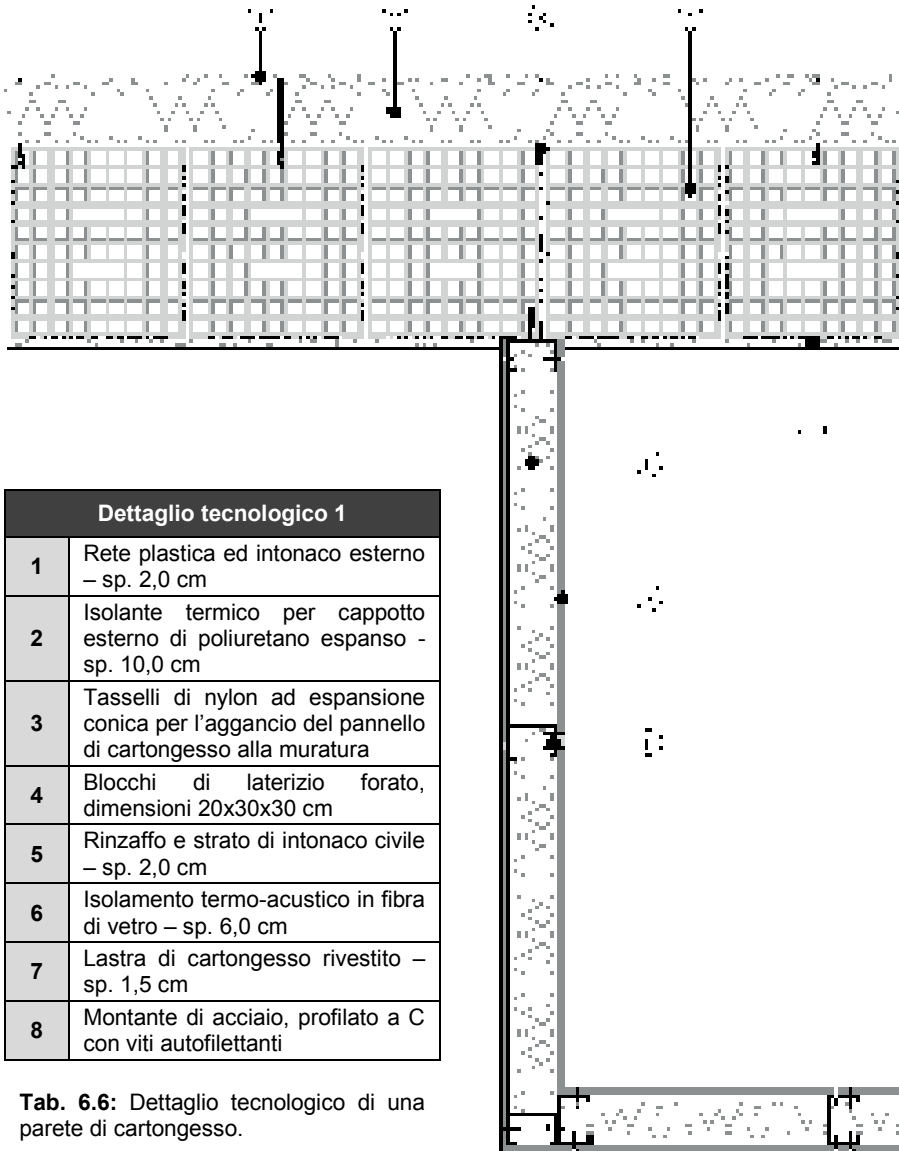 Dettaglio tecnologico 1
1
Rete plastica ed intonaco esterno
– sp. 2,0 cm
2
Isolante termico per cappotto
esterno di poliuretano espanso -
sp. 10,0 cm
3
Tasselli di nylon ad espansione
conica per l’aggancio del pannello
di cartongesso alla muratura
4
Blocchi di laterizio forato,
dimensioni 20x30x30 cm
5
Rinzaffo e strato di intonaco civile
– sp. 2,0 cm
6
Isolamento termo-acustico in fibra
di vetro – sp. 6,0 cm
7
Lastra di cartongesso rivestito –
sp. 1,5 cm
8
Montante di acciaio, profilato a C
con viti autofilettanti
Tab. 6.6: Dettaglio tecnologico di una
parete di cartongesso.